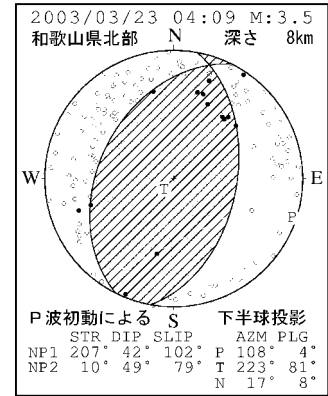 2003/03/23 04:09 M:3.5
和歌山県北部 N 深さ 8km
W T E
P
P波初動による S 下半球投影
STR DIP SLIP AZM PLG
NP1 207° 42° 102° P 108° 4°
NP2 10° 49° 79° T 223° 81°
N 17° 8°